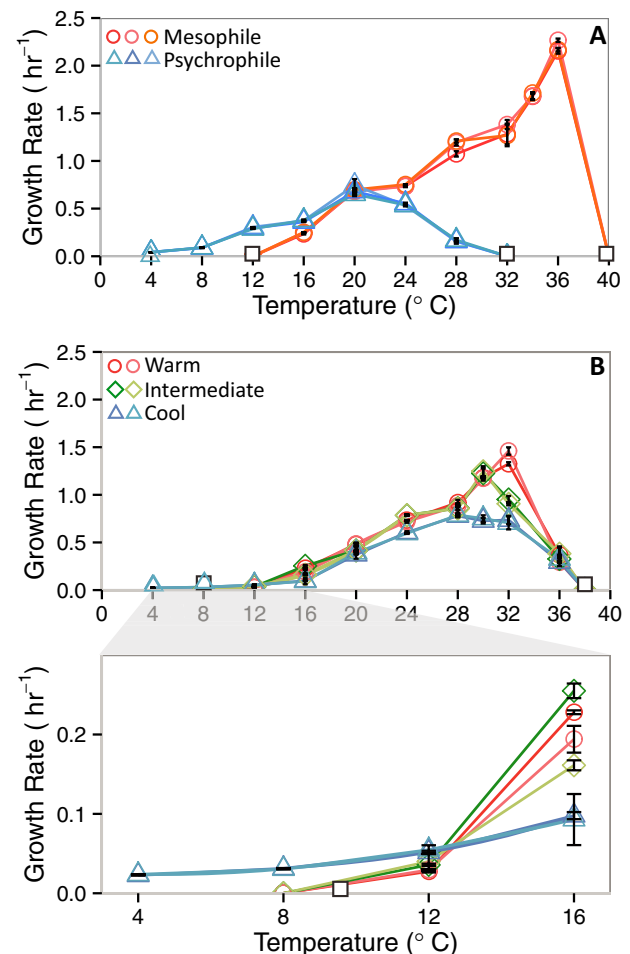 2.5
A
Mesophile
Psychrophile
2.0
1.5
1.0
0.5
0.0
Growth Rate ( hr⁻¹)
0 4 8 12 16 20 24 28 32 36 40
Temperature (° C)
2.5
B
Warm
Intermediate
Cool
2.0
1.5
1.0
0.5
0.0
Growth Rate ( hr⁻¹)
0 4 8 12 16 20 24 28 32 36 40
0.2
0.1
0.0
Growth Rate ( hr⁻¹)
4 8 12 16
Temperature (° C)